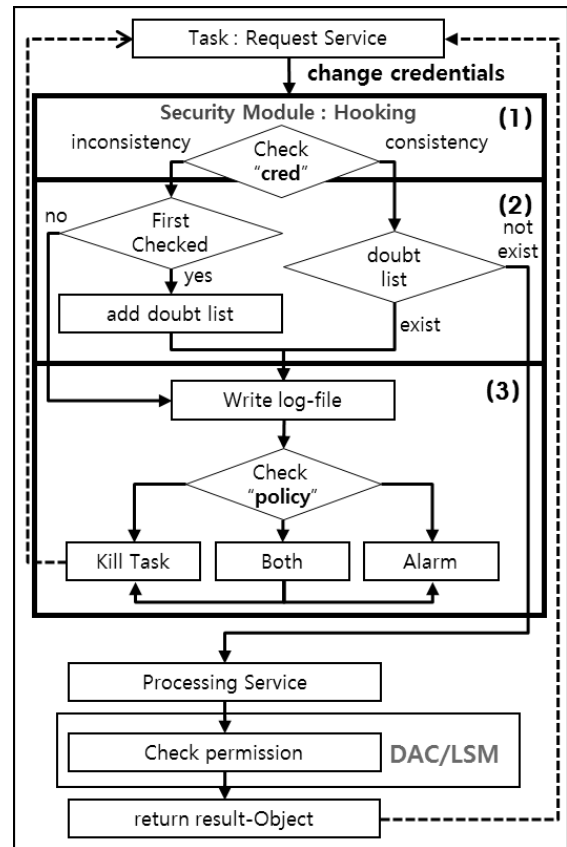 Task : Request Service
change credentials
Security Module : Hooking
(1)
inconsistency
consistency
Check
“cred”
(2)
no
First
Checked
not
exist
doubt
list
yes
add doubt list
exist
(3)
Write log-file
Check
“policy”
Kill Task
Both
Alarm
Processing Service
Check permission
DAC/LSM
return result-Object